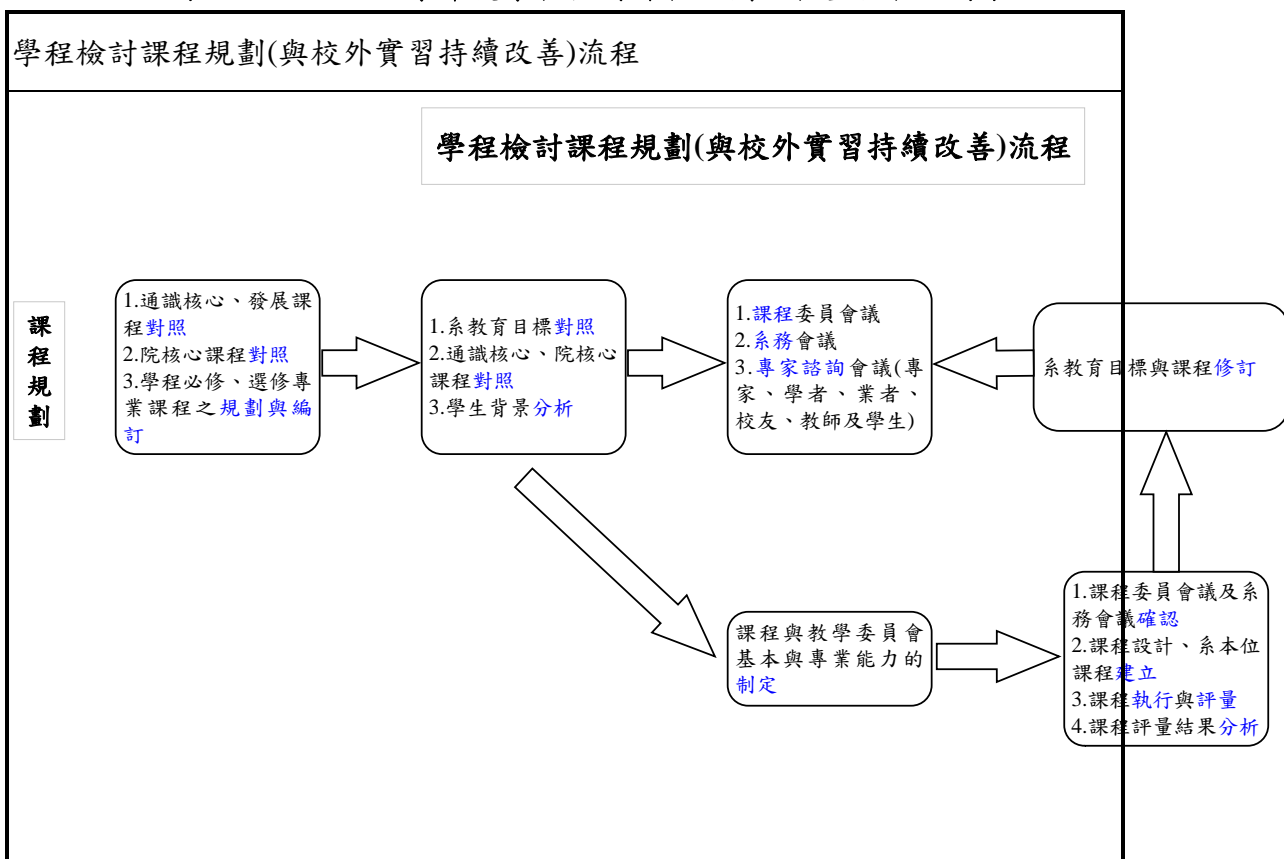 學程檢討課程規劃(與校外實習持續改善)流程
學程檢討課程規劃(與校外實習持續改善)流程
課
程
規
劃
1.通識核心、發展課
程對照
2.院核心課程對照
3.學程必修、選修專
業課程之規劃與編
訂
1.系教育目標對照
2.通識核心、院核心
課程對照
3.學生背景分析
1.課程委員會議
2.系務會議
3.專家諮詢會議(專
家、學者、業者、
校友、教師及學生)
系教育目標與課程修訂
課程與教學委員會
基本與專業能力的
制定
1.課程委員會議及系
務會議確認
2.課程設計、系本位
課程建立
3.課程執行與評量
4.課程評量結果分析